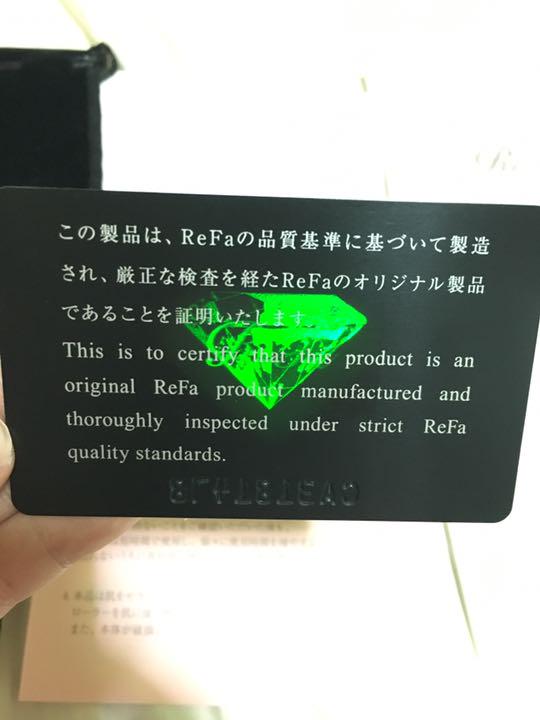 この製品は、ReFaの品質基準に基づいて製造
され、厳正な検査を経たReFaのオリジナル製品
であることを証明いたします。
This is to certify that this product is an
original ReFa product manufactured and
thoroughly inspected under strict ReFa
quality standards.